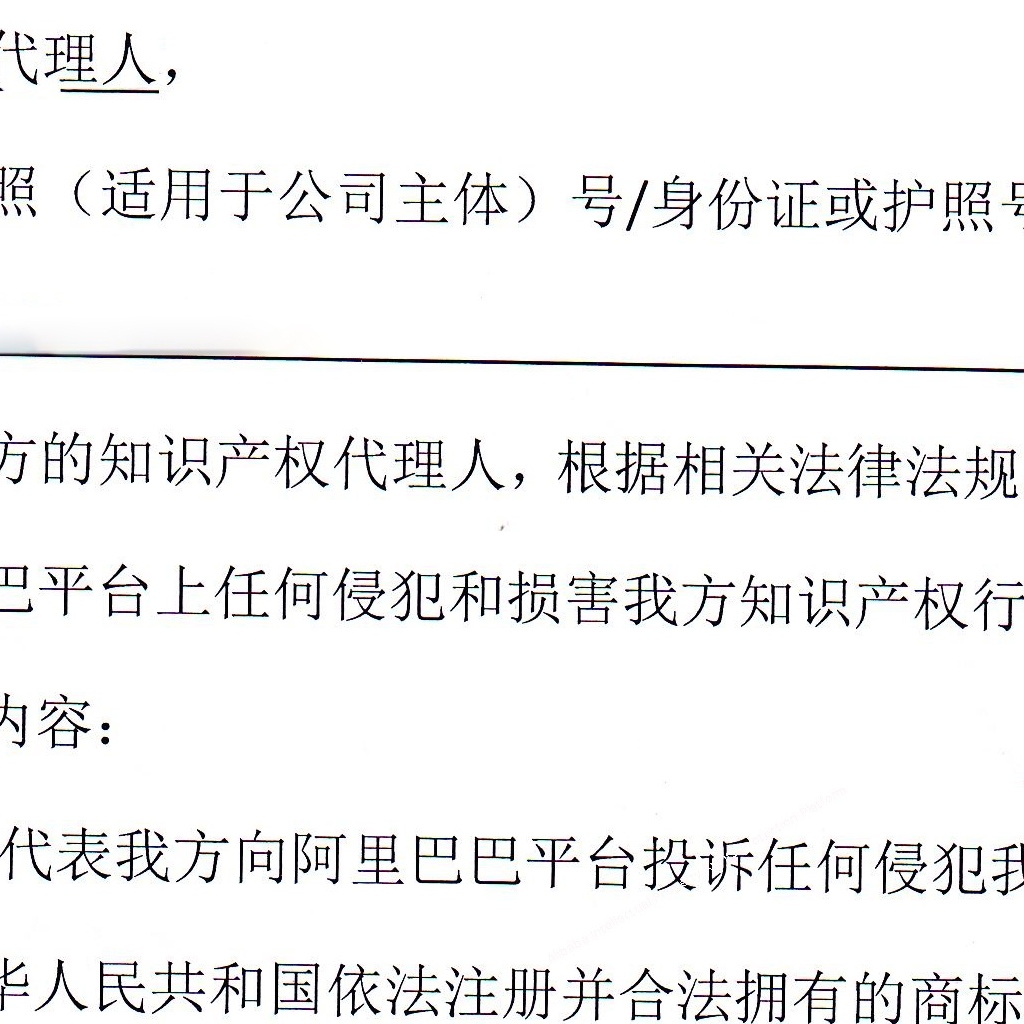 代理人，
照（适用于公司主体）号/身份证或护照号
方的知识产权代理人，根据相关法律法规
巴平台上任何侵犯和损害我方知识产权行
内容：
代表我方向阿里巴巴平台投诉任何侵犯我
华人民共和国依法注册并合法拥有的商标